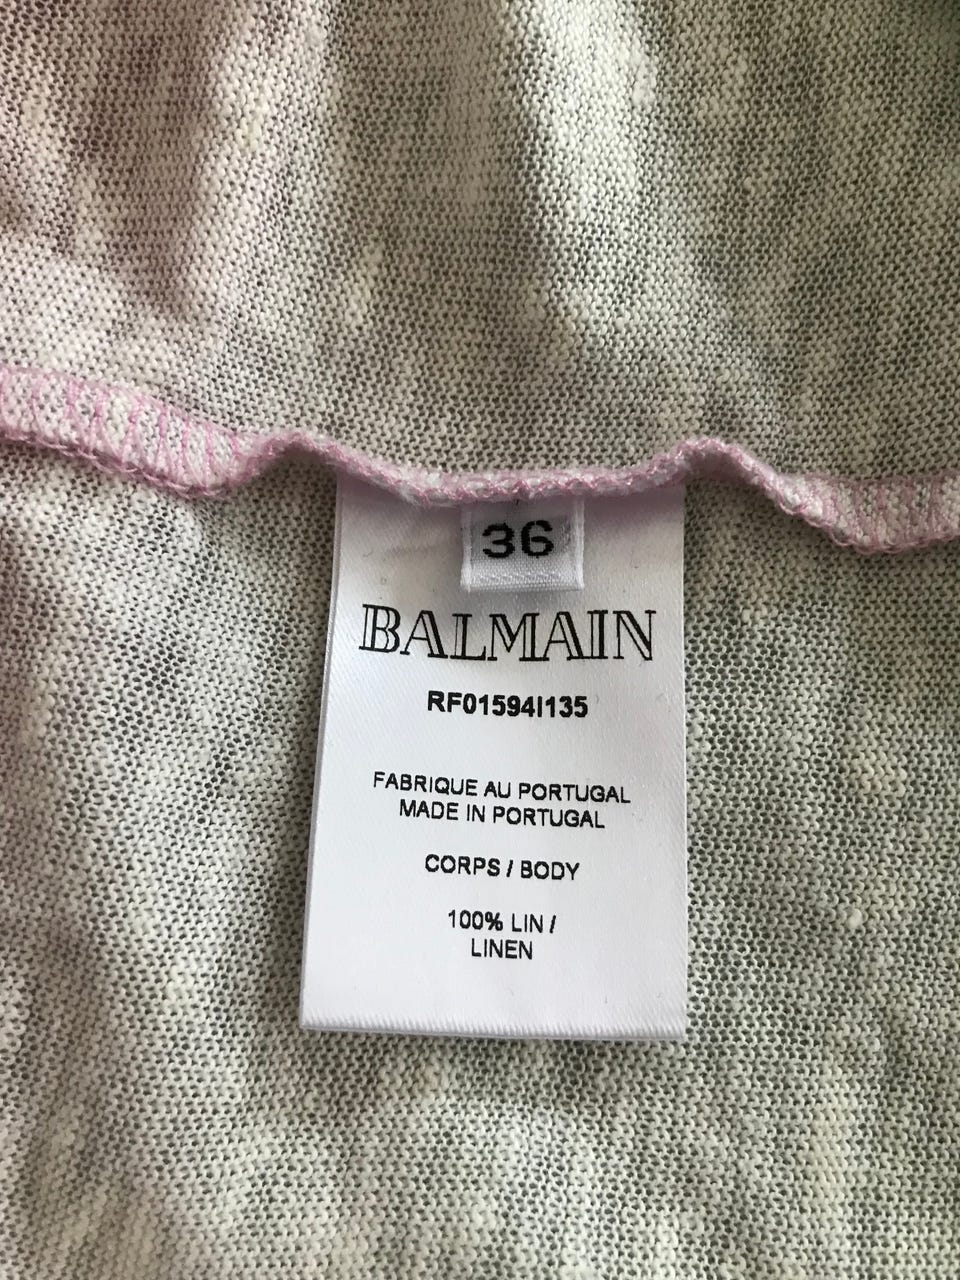 36
BALMAIN
RF01594I135
FABRIQUE AU PORTUGAL
MADE IN PORTUGAL
CORPS / BODY
100% LIN /
LINEN